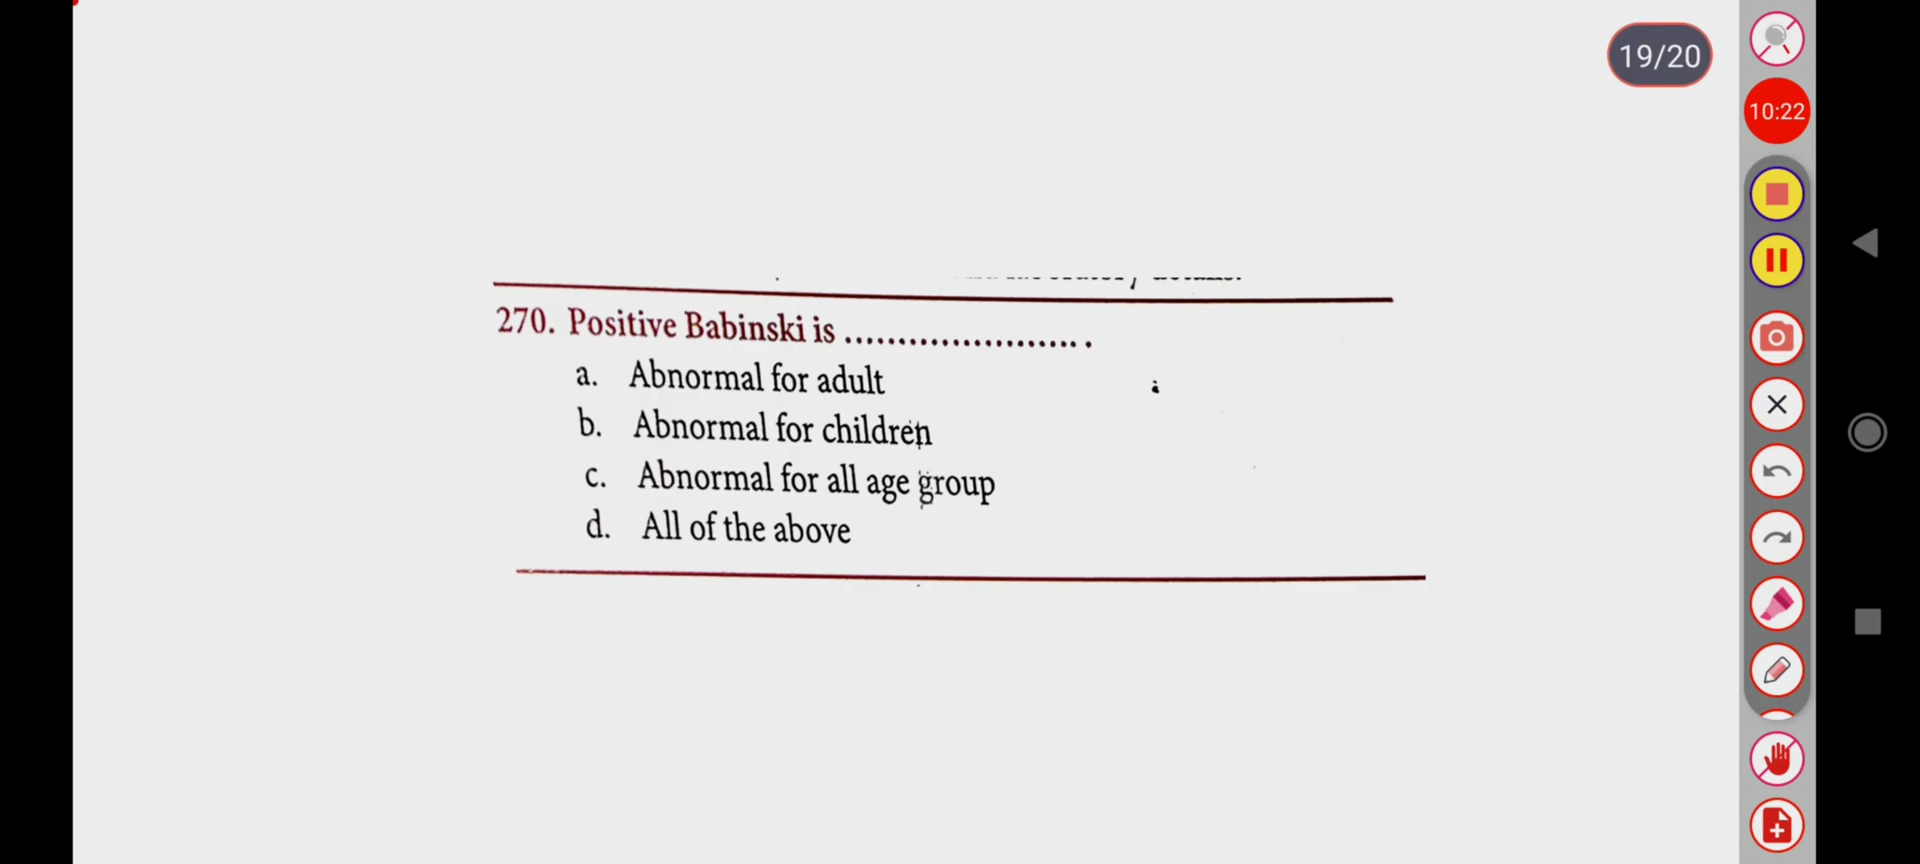 19/20
10:22
270. Positive Babinski is .......................
a. Abnormal for adult
b. Abnormal for children
c. Abnormal for all age group
d. All of the above